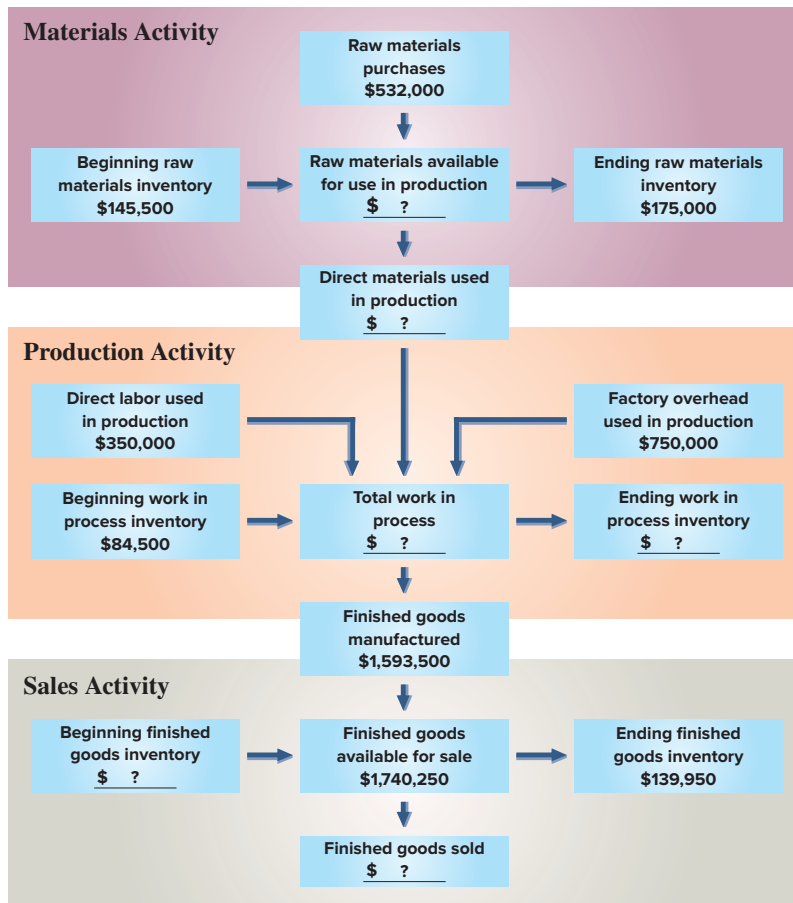 Materials Activity
Raw materials
purchases
$532,000
Beginning raw
materials inventory
$145,500
Raw materials available
for use in production
$ ?
Ending raw materials
inventory
$175,000
Direct materials used
in production
$ ?
Production Activity
Direct labor used
in production
$350,000
Factory overhead
used in production
$750,000
Beginning work in
process inventory
$84,500
Total work in
process
$ ?
Ending work in
process inventory
$ ?
Finished goods
manufactured
$1,593,500
Sales Activity
Beginning finished
goods inventory
$ ?
Finished goods
available for sale
$1,740,250
Ending finished
goods inventory
$139,950
Finished goods sold
$ ?